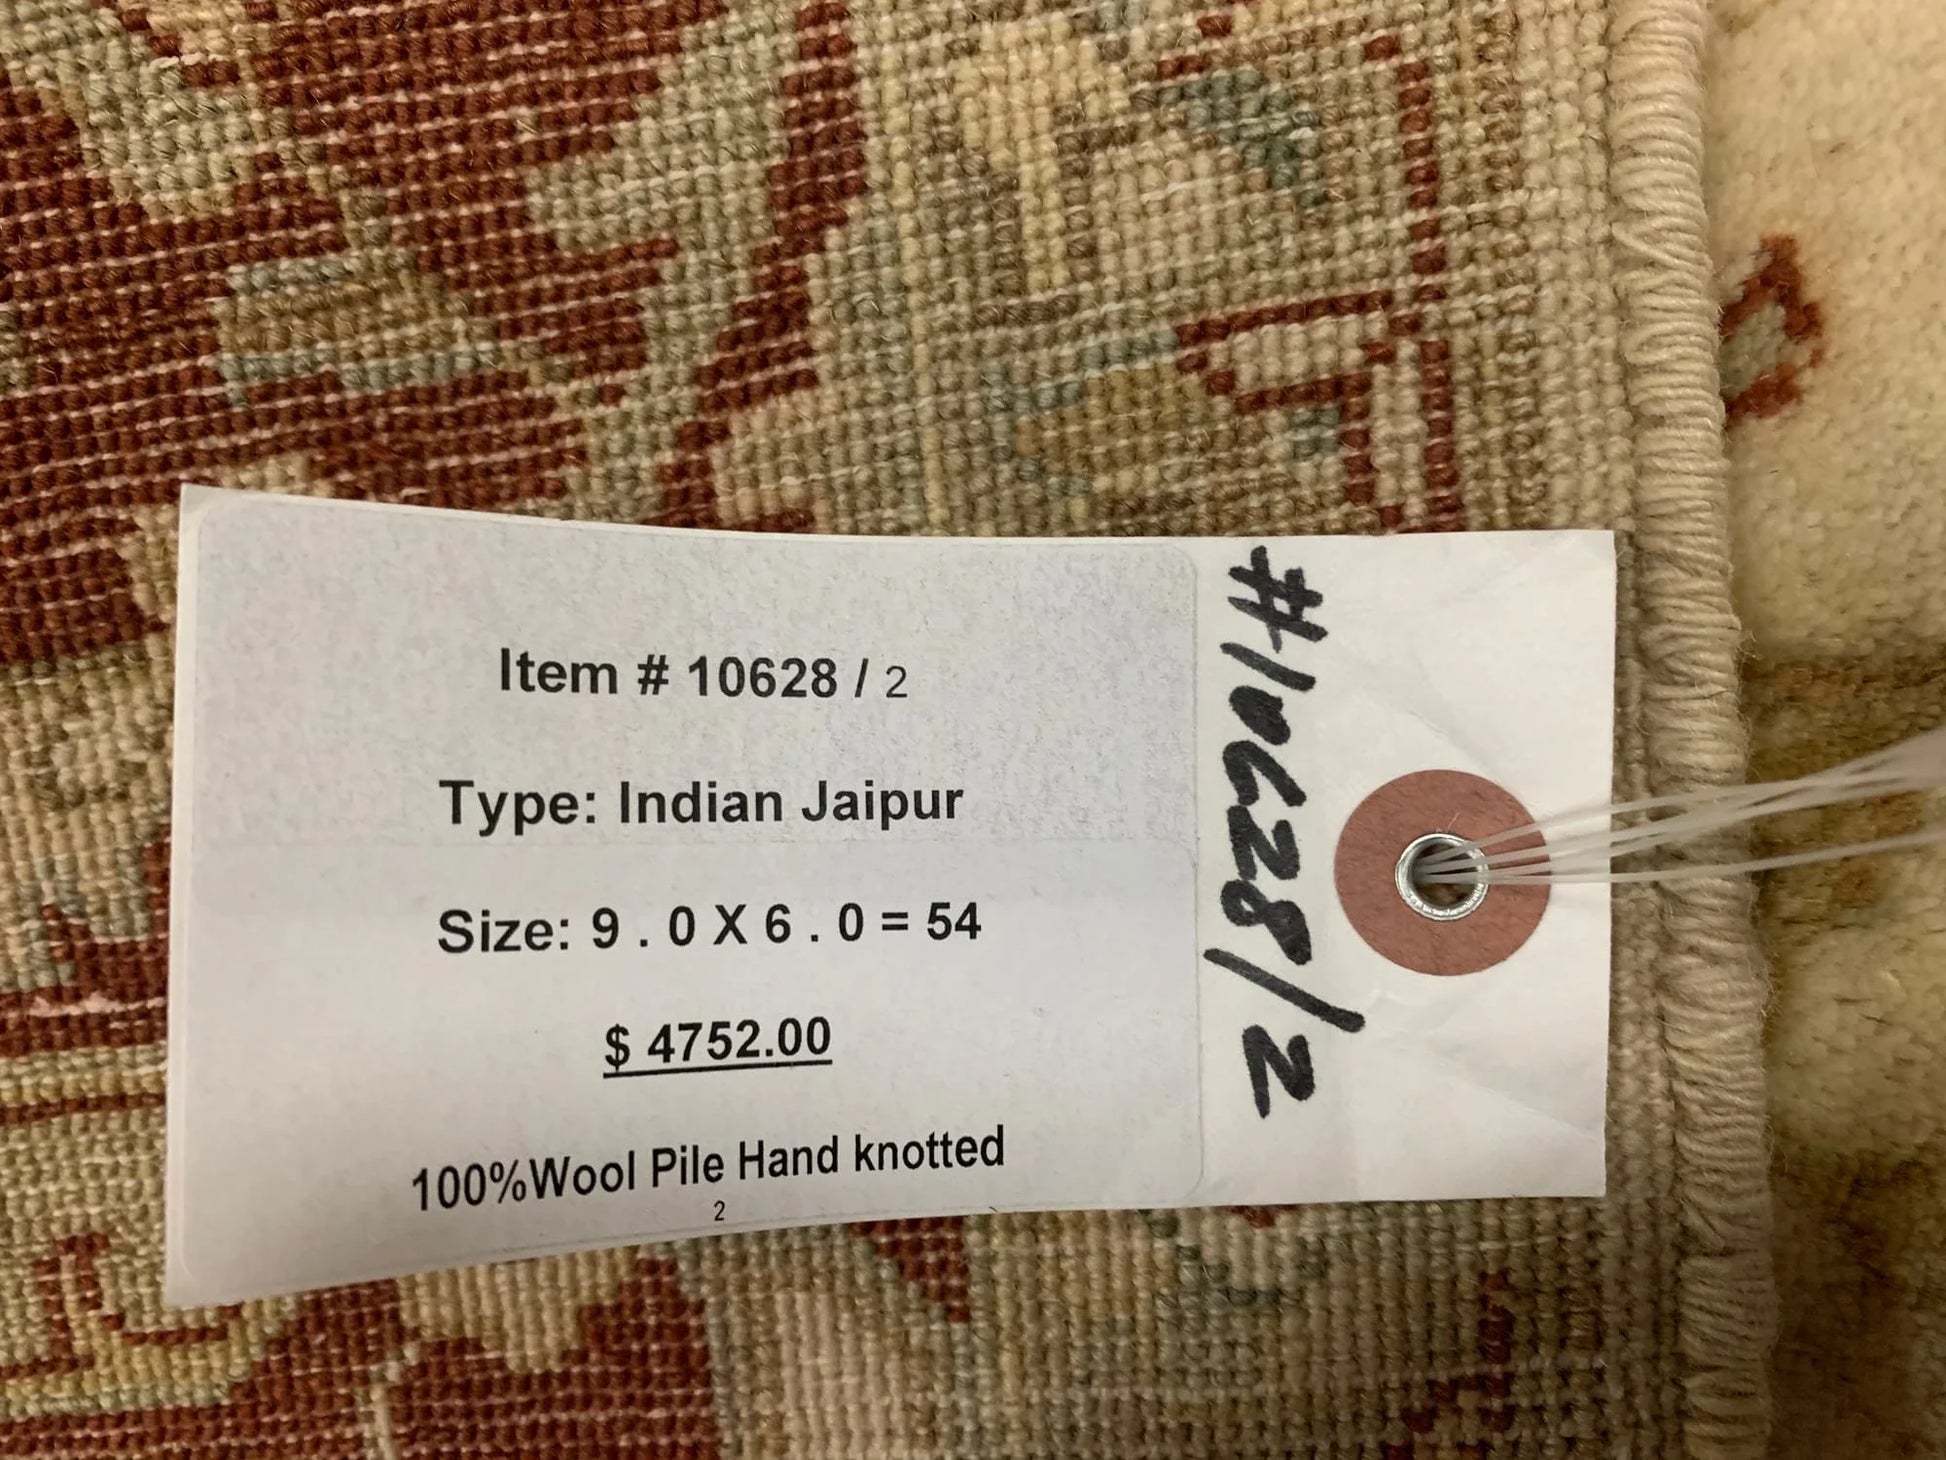 Item # 10628 / 2
Type: Indian Jaipur
Size: 9 . 0 X 6 . 0 = 54
$ 4752.00
100%Wool Pile Hand knotted
2
#10628/2